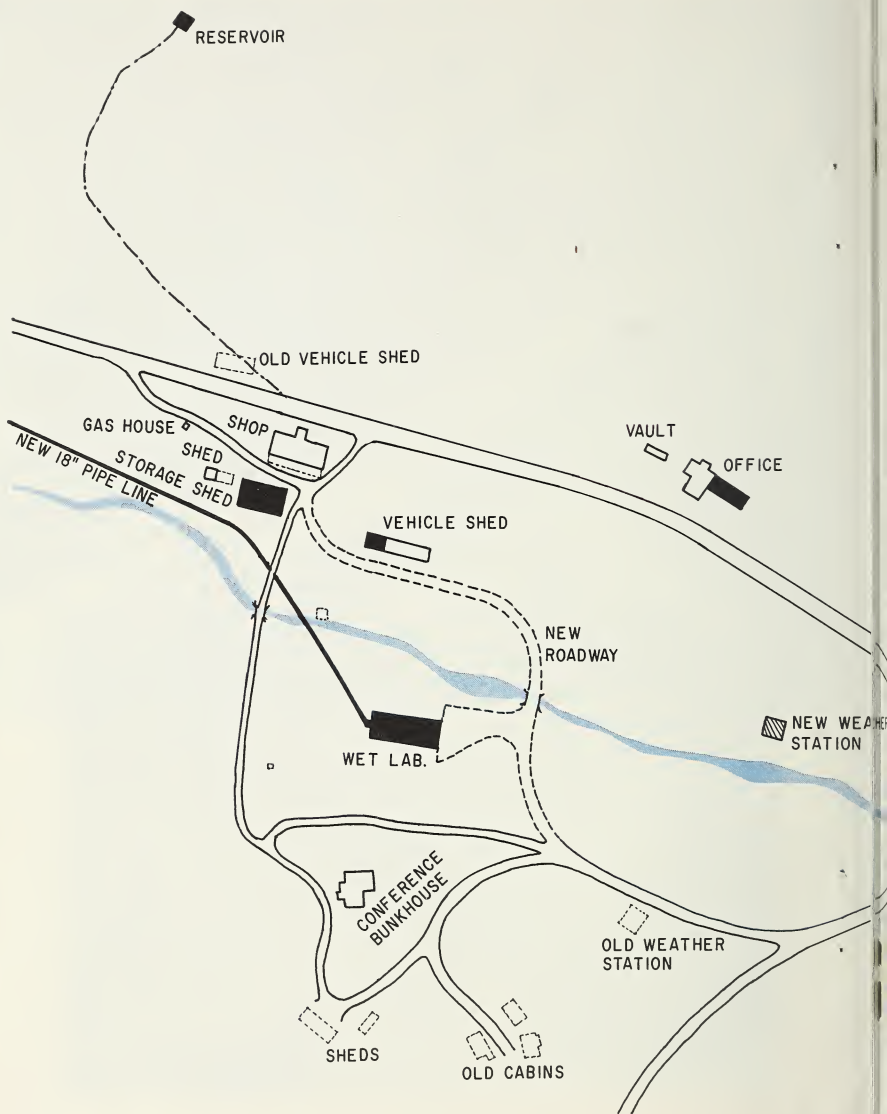 RESERVOIR
OLD VEHICLE SHED
GAS HOUSE
SHOP
SHED
STORAGE SHED
NEW 18" PIPE LINE
VAULT
OFFICE
VEHICLE SHED
NEW
ROADWAY
NEW WEATHER
STATION
WET LAB.
CONFERENCE
BUNKHOUSE
OLD WEATHER
STATION
SHEDS
OLD CABINS